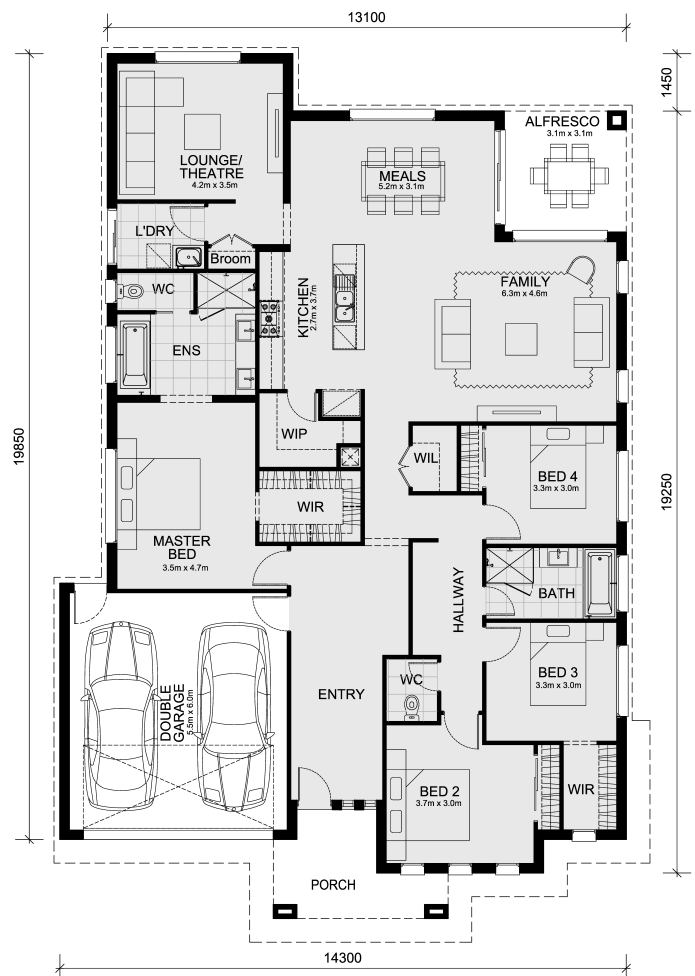 13100
1450
ALFRESCO
3.1m x 3.1m
LOUNGE/
THEATRE
4.2m x 3.5m
MEALS
5.2m x 3.1m
L'DRY
Broom
WC
KITCHEN
2.7m x 3.7m
FAMILY
6.3m x 4.6m
ENS
WIP
WIL
BED 4
3.3m x 3.0m
19850
19250
WIR
MASTER
BED
3.5m x 4.7m
HALLWAY
BATH
DOUBLE
GARAGE
5.5m x 6.0m
ENTRY
WC
BED 3
3.3m x 3.0m
BED 2
3.7m x 3.0m
WIR
PORCH
14300